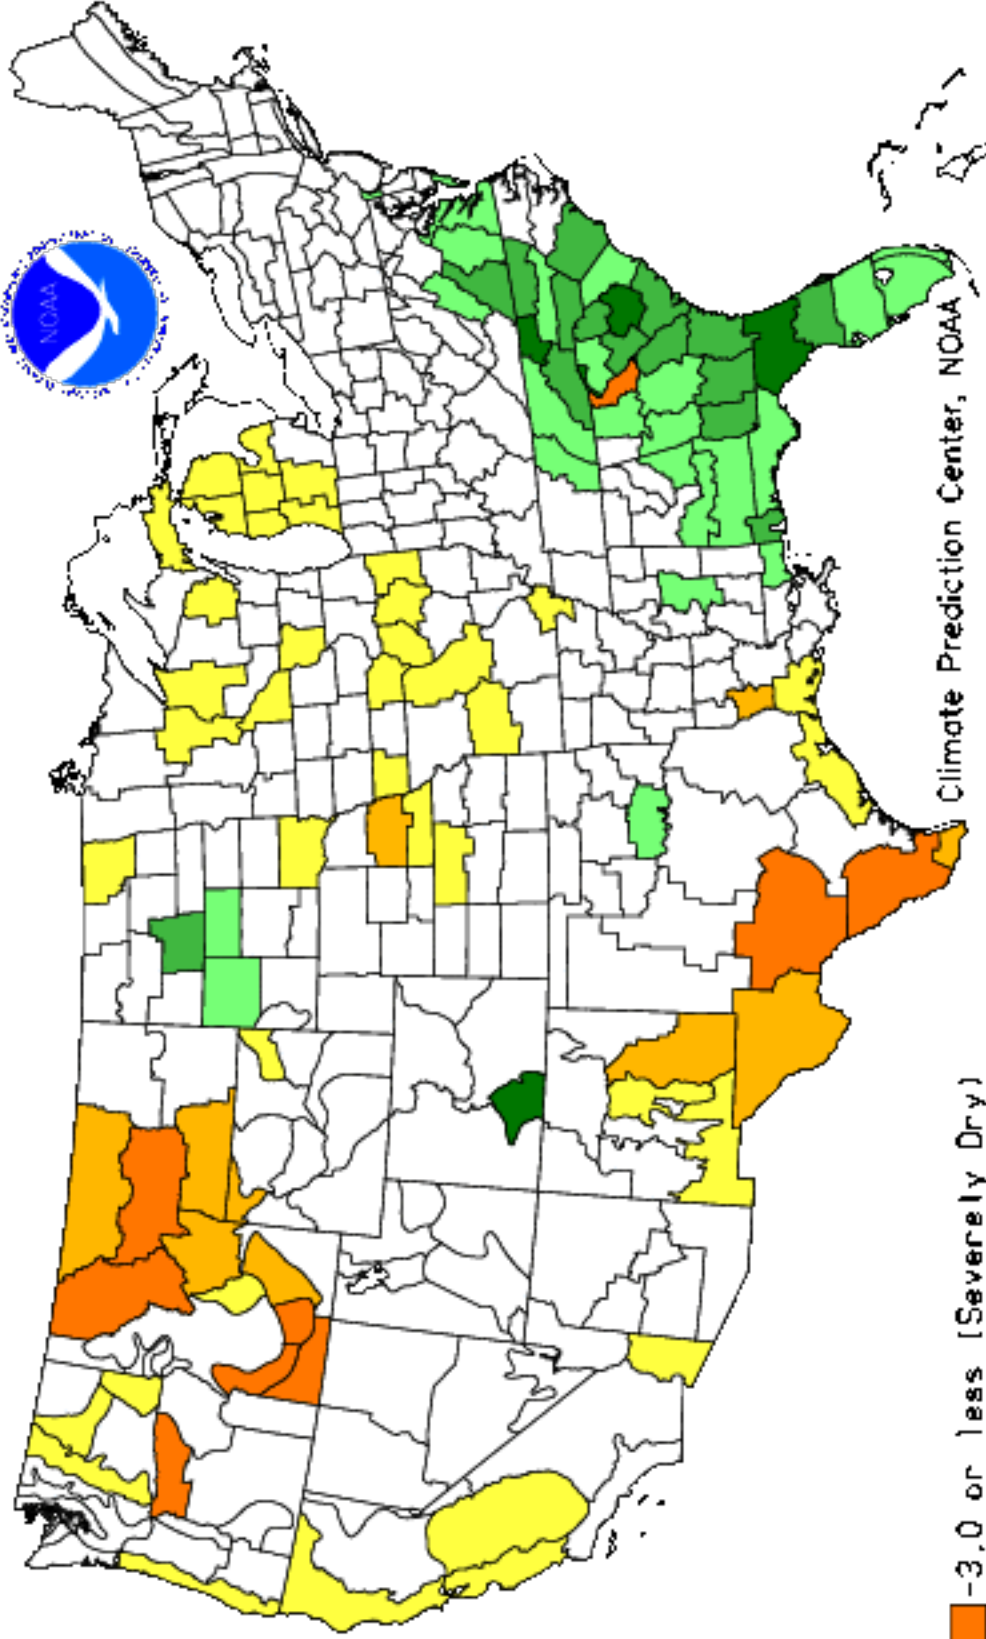 NOAA
Climate Prediction Center, NOAA
-3.0 or less (Severely Dry)